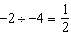 −2 ÷ −4 = 1/2